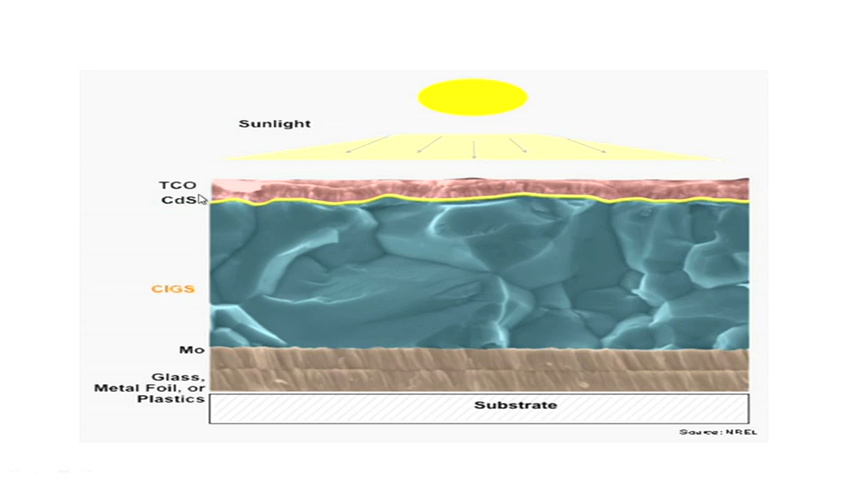 Sunlight
TCO
CdS
CIGS
Mo
Glass,
Metal Foil, or
Plastics
Substrate
Source: NREL